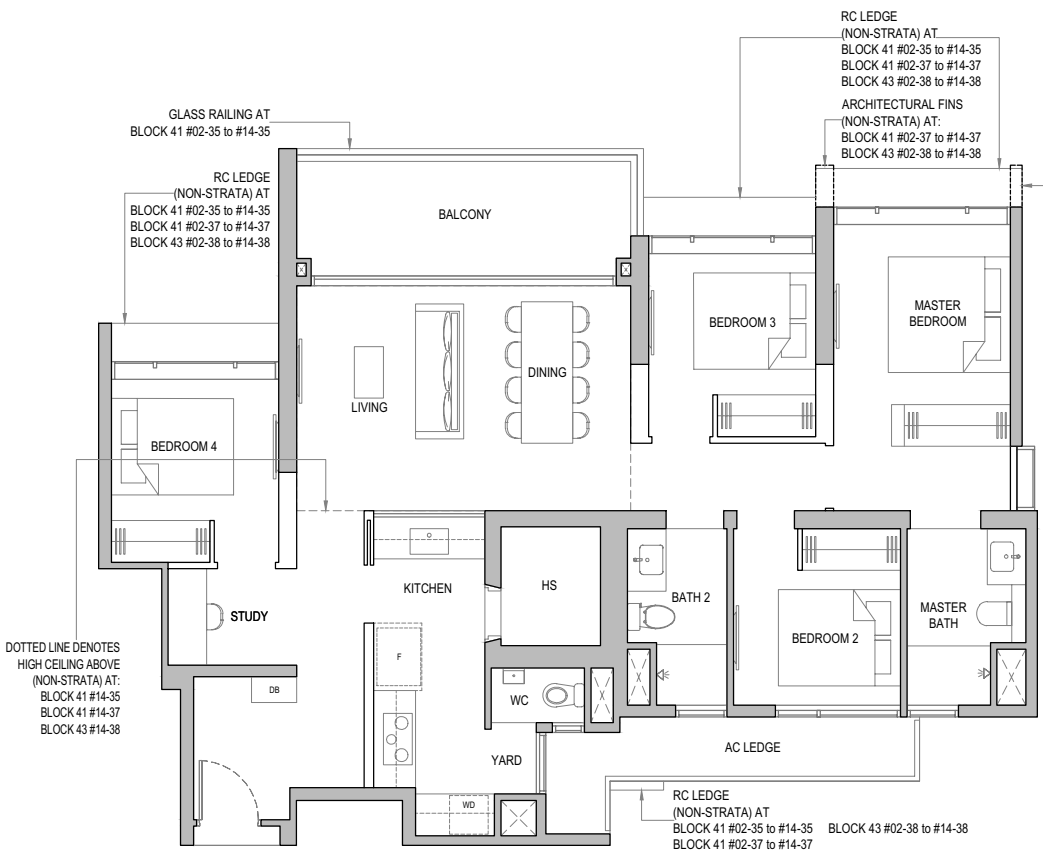 RC LEDGE
(NON-STRATA) AT
BLOCK 41 #02-35 to #14-35
BLOCK 41 #02-37 to #14-37
BLOCK 43 #02-38 to #14-38
ARCHITECTURAL FINS
(NON-STRATA) AT:
BLOCK 41 #02-37 to #14-37
BLOCK 43 #02-38 to #14-38
GLASS RAILING AT
BLOCK 41 #02-35 to #14-35
RC LEDGE
(NON-STRATA) AT
BLOCK 41 #02-35 to #14-35
BLOCK 41 #02-37 to #14-37
BLOCK 43 #02-38 to #14-38
BALCONY
BEDROOM 3
MASTER
BEDROOM
DINING
LIVING
BEDROOM 4
KITCHEN
HS
BATH 2
BEDROOM 2
MASTER
BATH
STUDY
DOTTED LINE DENOTES
HIGH CEILING ABOVE
(NON-STRATA) AT:
BLOCK 41 #14-35
BLOCK 41 #14-37
BLOCK 43 #14-38
F
DB
WC
YARD
AC LEDGE
WD
RC LEDGE
(NON-STRATA) AT
BLOCK 41 #02-35 to #14-35 BLOCK 43 #02-38 to #14-38
BLOCK 41 #02-37 to #14-37